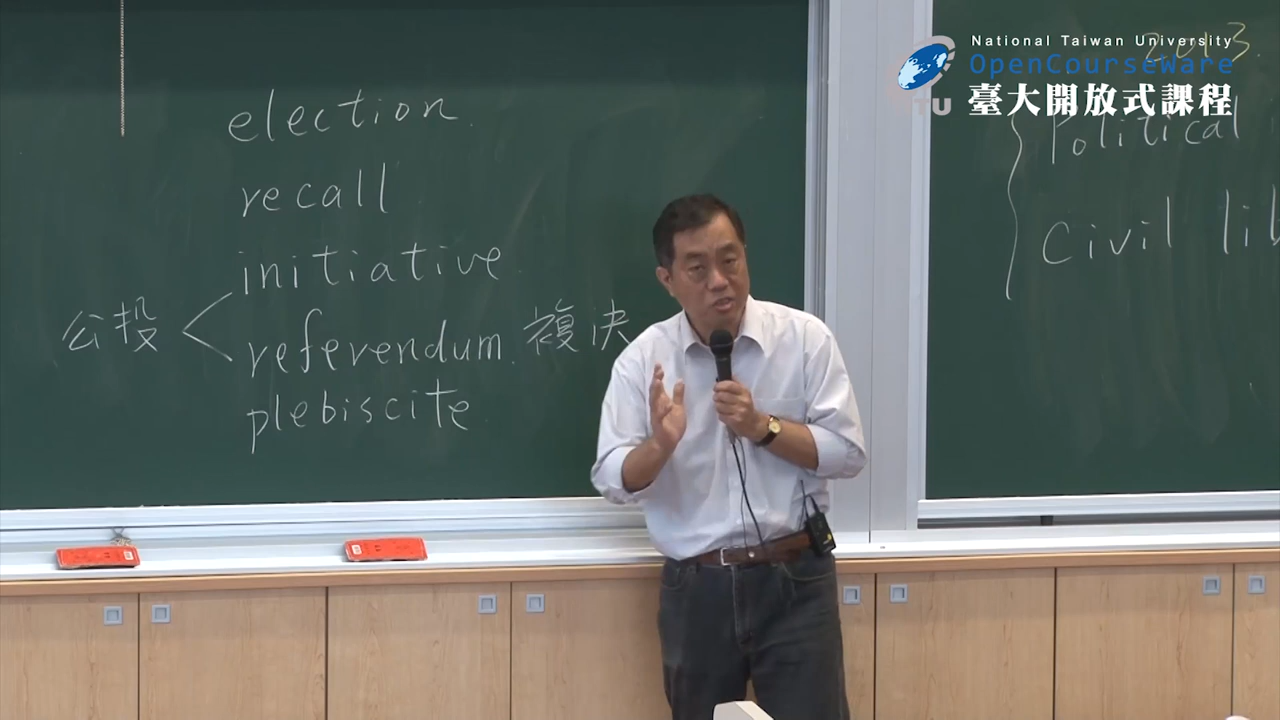 election.
recall
initiative.
公投 < referendum. 複決
plebiscite
National Taiwan University
OpenCourseWare
臺大開放式課程
2013.
Political
Civil